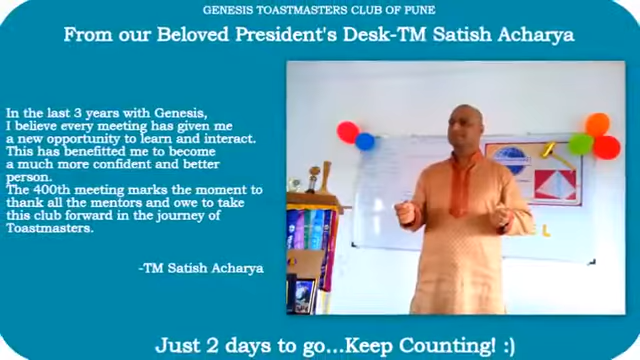 GENESIS TOASTMASTERS CLUB OF PUNE
From our Beloved President's Desk-TM Satish Acharya
In the last 3 years with Genesis,
I believe every meeting has given me
a new opportunity to learn and interact.
This has benefitted me to become
a much more confident and better
person.
The 400th meeting marks the moment to
thank all the mentors and owe to take
this club forward in the journey of
Toastmasters.
-TM Satish Acharya
Just 2 days to go...Keep Counting! :)